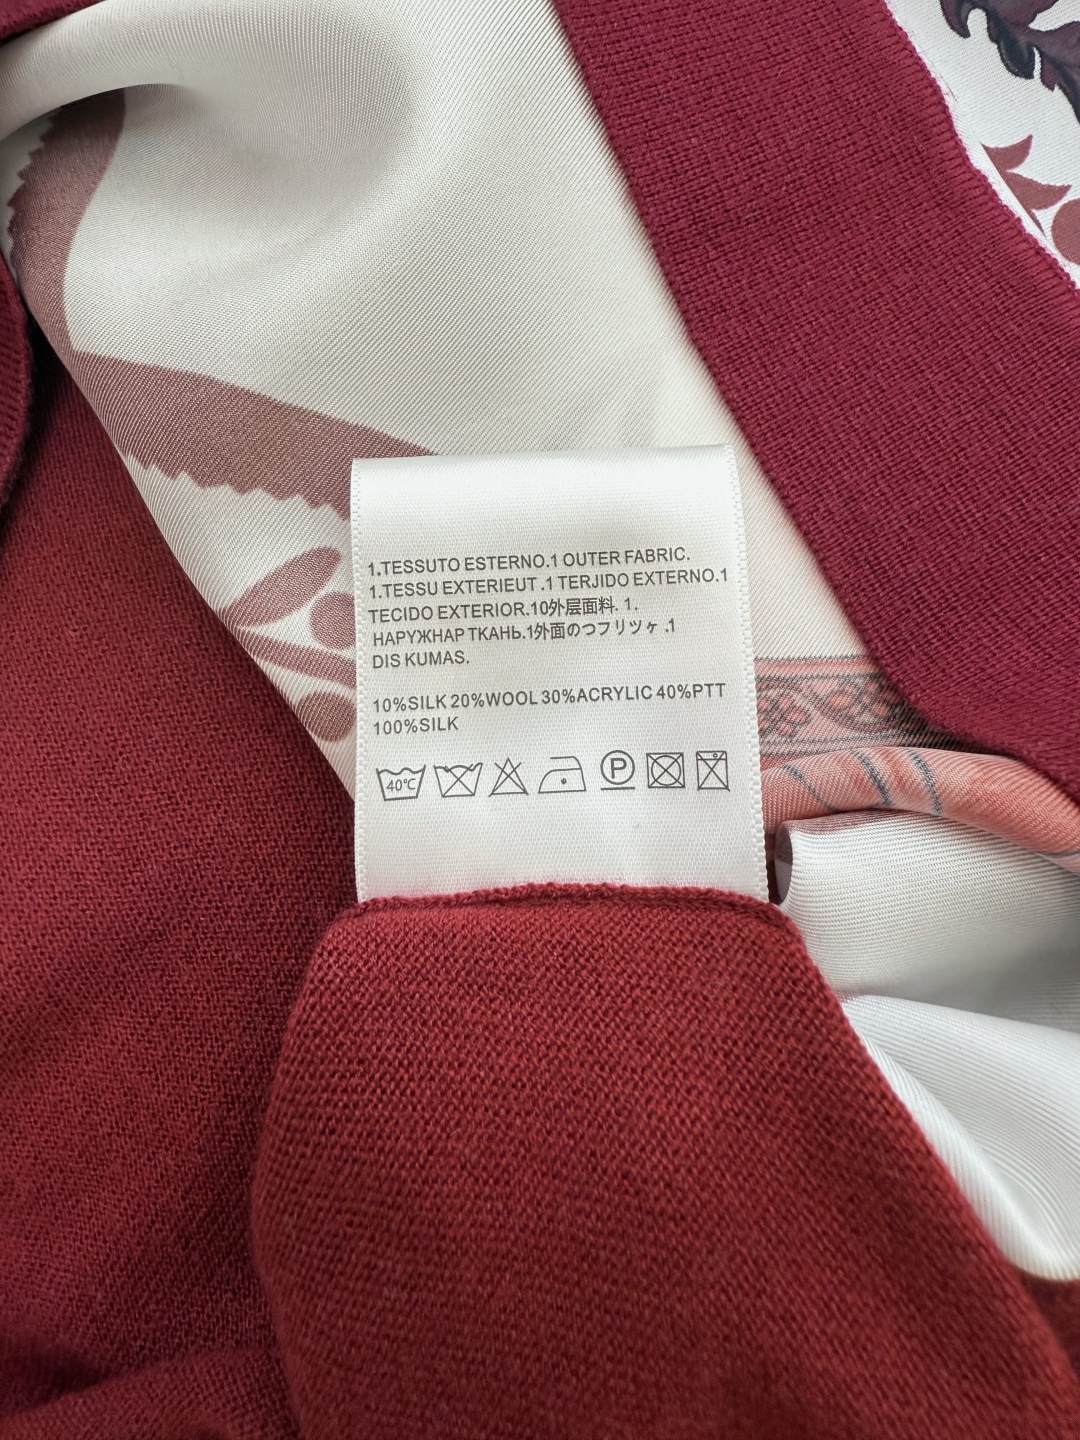 1.TESSUTO ESTERNO.1 OUTER FABRIC.
1.TESSU EXTERIEUT .1 TERJIDO EXTERNO.1
TECIDO EXTERIOR.10外层面料. 1.
НАРУЖНАР ТКАНЬ.1外面のつフリツヶ .1
DIS KUMAS.
10%SILK 20%WOOL 30%ACRYLIC 40%PTT
100%SILK
40℃ P